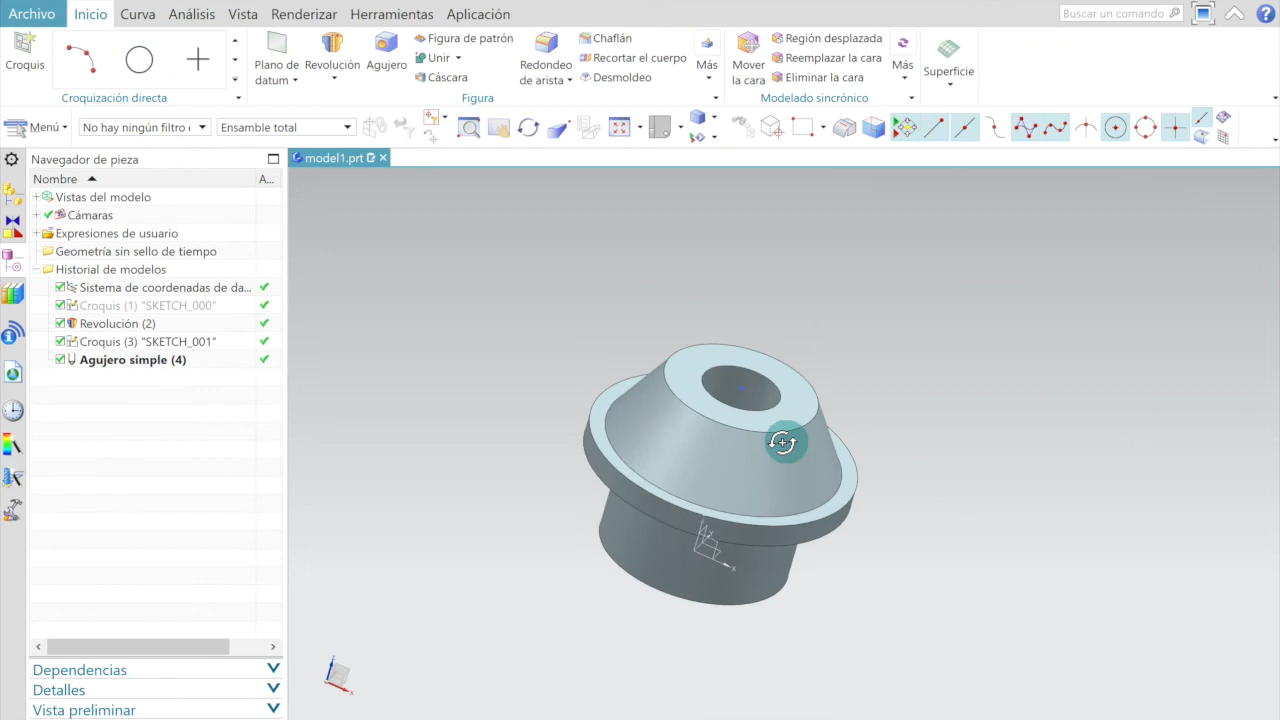 Archivo Inicio Curva Análisis Vista Renderizar Herramientas Aplicación Buscar un comando
Croquis
Croquización directa
Plano de datum
Revolución
Agujero
Figura de patrón
Unir
Cáscara
Redondeo de arista
Chaflán
Recortar el cuerpo
Desmoldeo
Más
Figura
Mover la cara
Región desplazada
Reemplazar la cara
Eliminar la cara
Más
Modelado sincrónico
Superficie
Menú No hay ningún filtro Ensamble total
Navegador de pieza
model1.prt
Nombre A...
Vistas del modelo
Cámaras
Expresiones de usuario
Geometría sin sello de tiempo
Historial de modelos
Sistema de coordenadas de da...
Croquis (1) "SKETCH_000"
Revolución (2)
Croquis (3) "SKETCH_001"
Agujero simple (4)
Dependencias
Detalles
Vista preliminar